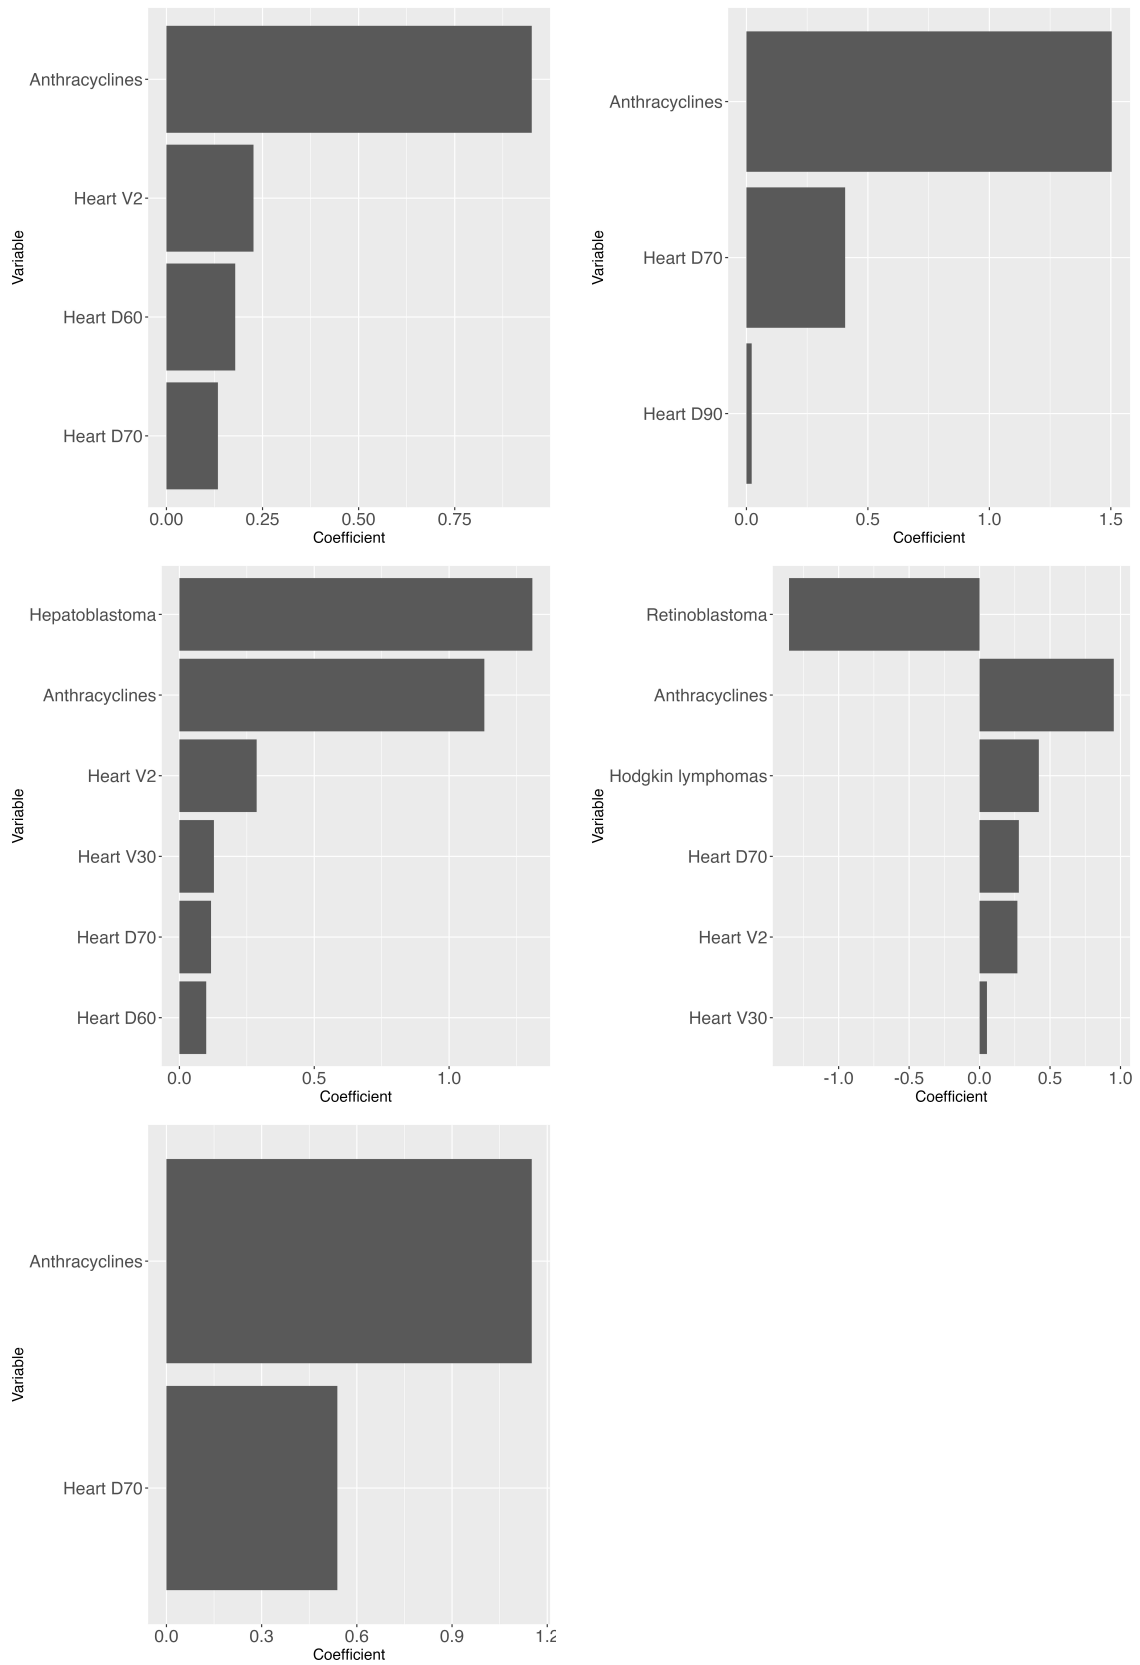 Anthracyclines
Heart V2
Heart D60
Heart D70
Variable
0.00 0.25 0.50 0.75
Coefficient
Anthracyclines
Heart D70
Heart D90
Variable
0.0 0.5 1.0 1.5
Coefficient
Hepatoblastoma
Anthracyclines
Heart V2
Heart V30
Heart D70
Heart D60
Variable
0.0 0.5 1.0
Coefficient
Retinoblastoma
Anthracyclines
Hodgkin lymphomas
Heart D70
Heart V2
Heart V30
Variable
-1.0 -0.5 0.0 0.5 1.0
Coefficient
Anthracyclines
Heart D70
Variable
0.0 0.3 0.6 0.9 1.2
Coefficient